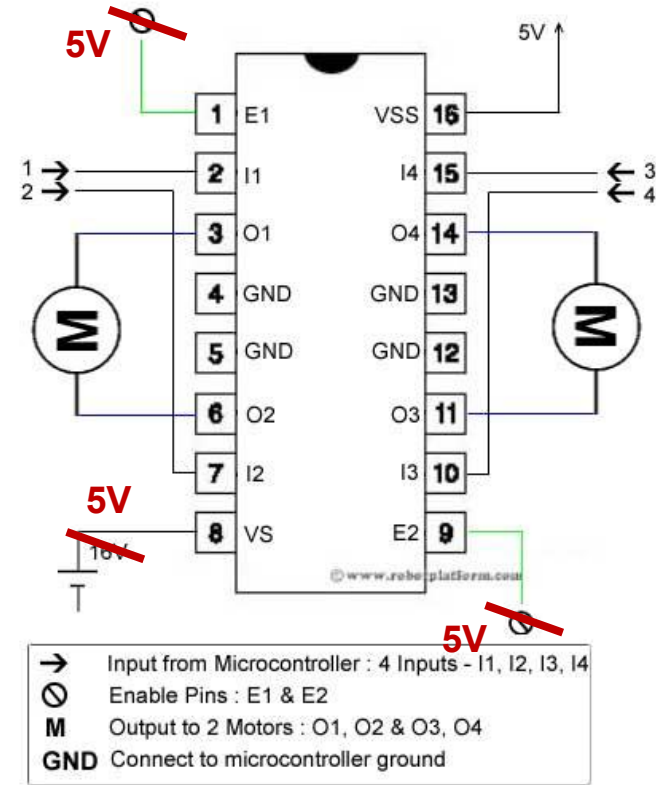 5V
5V
1 E1
VSS 16
1
2 I1
I4 15
3
2
4
3 O1
O4 14
M
M
4 GND
GND 13
5 GND
GND 12
6 O2
O3 11
7 I2
I3 10
5V
16V
8 VS
E2 9
© www.robotplatform.com
5V
Input from Microcontroller : 4 Inputs - I1, I2, I3, I4
Enable Pins : E1 & E2
M Output to 2 Motors : O1, O2 & O3, O4
GND Connect to microcontroller ground